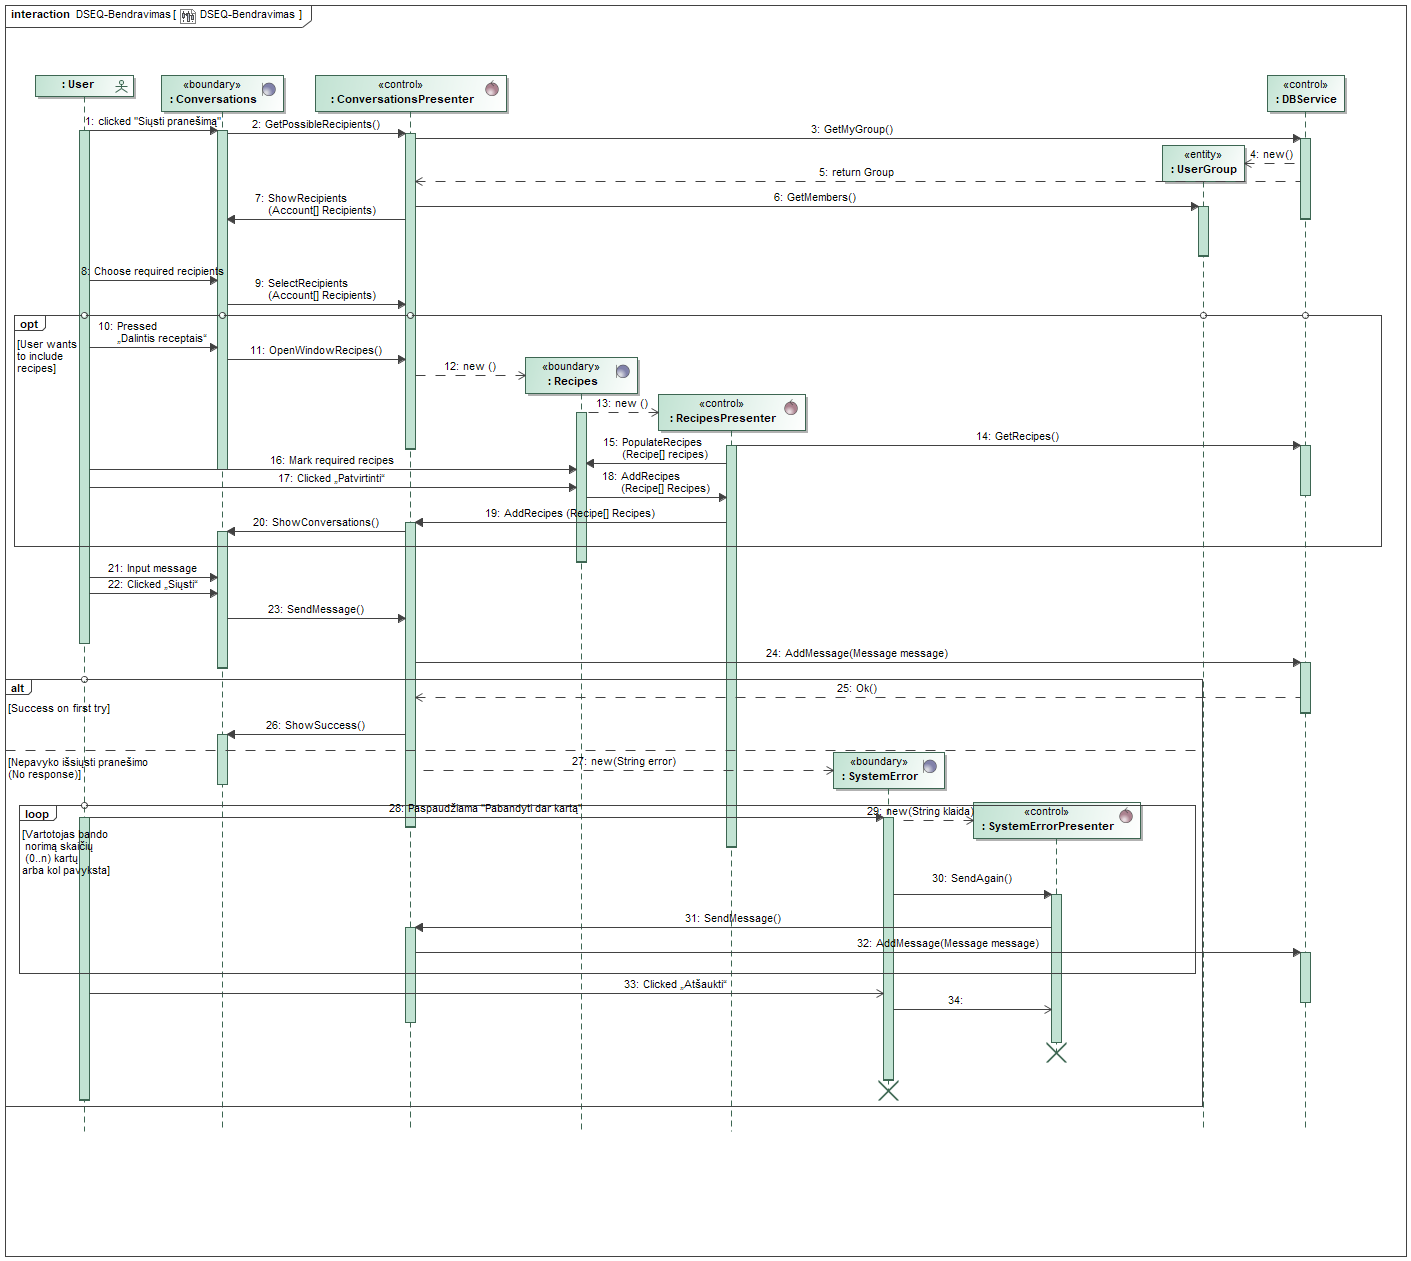 interaction DSEQ-Bendravimas [ DSEQ-Bendravimas ]
: User
«boundary»
: Conversations
«control»
: ConversationsPresenter
«control»
: DBService
1: clicked "Siųsti pranešimą"
2: GetPossibleRecipients()
3: GetMyGroup()
«entity»
: UserGroup
4: new()
5: return Group
6: GetMembers()
7: ShowRecipients
(Account[] Recipients)
8: Choose required recipients
9: SelectRecipients
(Account[] Recipients)
opt
[User wants
to include
recipes]
10: Pressed
„Dalintis receptais“
11: OpenWindowRecipes()
12: new ()
«boundary»
: Recipes
13: new ()
«control»
: RecipesPresenter
14: GetRecipes()
15: PopulateRecipes
(Recipe[] recipes)
16: Mark required recipes
17: Clicked „Patvirtinti“
18: AddRecipes
(Recipe[] Recipes)
19: AddRecipes (Recipe[] Recipes)
20: ShowConversations()
21: Input message
22: Clicked „Siųsti“
23: SendMessage()
24: AddMessage(Message message)
alt
[Success on first try]
25: Ok()
26: ShowSuccess()
[Nepavyko išsiųsti pranešimo
(No response)]
27: new(String error)
«boundary»
: SystemError
loop
[Vartotojas bando
norimą skaičių
(0..n) kartų
arba kol pavyksta]
28: Paspaudžiama "Pabandyti dar kartą"
29: new(String klaida)
«control»
: SystemErrorPresenter
30: SendAgain()
31: SendMessage()
32: AddMessage(Message message)
33: Clicked „Atšaukti“
34: